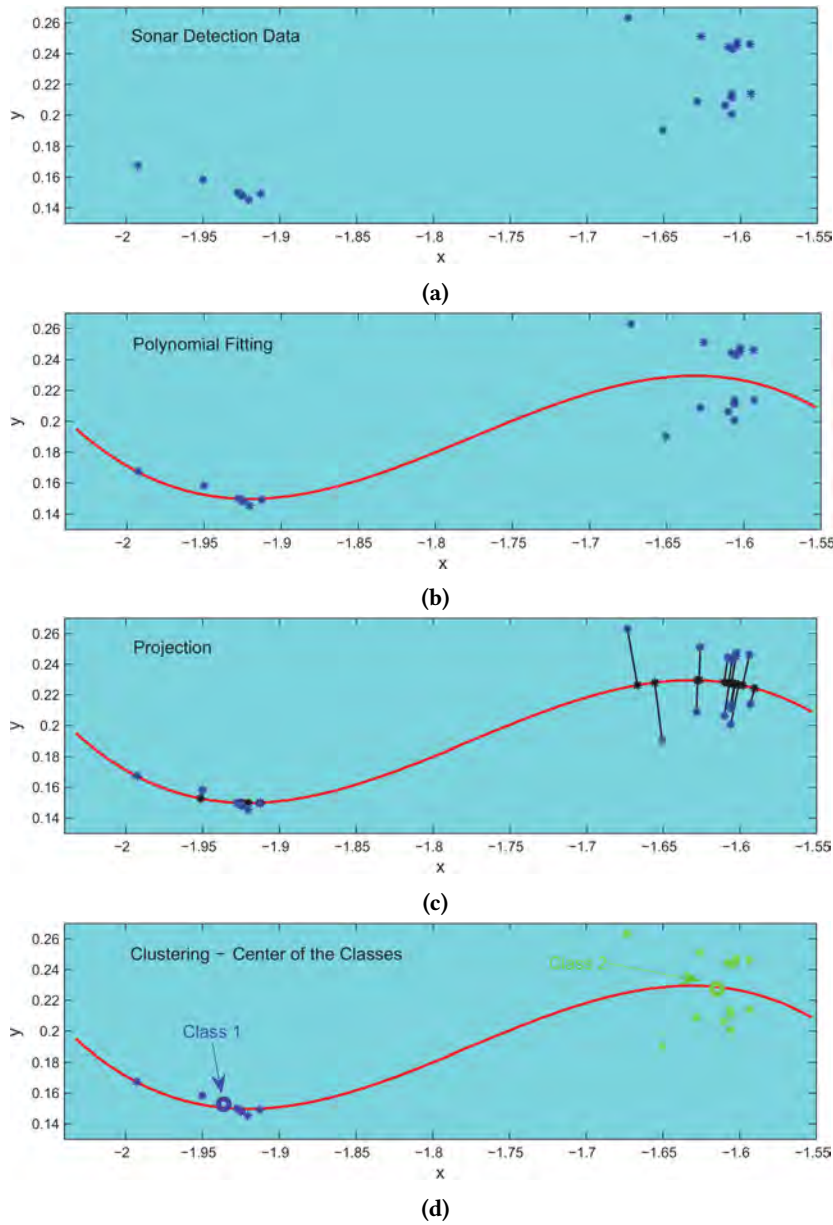 0.26
Sonar Detection Data
0.22
y
0.2
0.18
0.16
0.14
−2 −1.95 −1.9 −1.85 −1.8 −1.75 −1.7 −1.65 −1.6 −1.55
x
(a)
0.26
Polynomial Fitting
0.24
0.22
y
0.2
0.18
0.16
0.14
−2 −1.95 −1.9 −1.85 −1.8 −1.75 −1.7 −1.65 −1.6 −1.55
x
(b)
0.26
Projection
0.24
0.22
y
0.2
0.18
0.16
0.14
−2 −1.95 −1.9 −1.85 −1.8 −1.75 −1.7 −1.65 −1.6 −1.55
x
(c)
0.26
Clustering − Center of the Classes
0.24
Class 2
0.22
y
0.2
Class 1
0.18
0.16
0.14
−2 −1.95 −1.9 −1.85 −1.8 −1.75 −1.7 −1.65 −1.6 −1.55
x
(d)